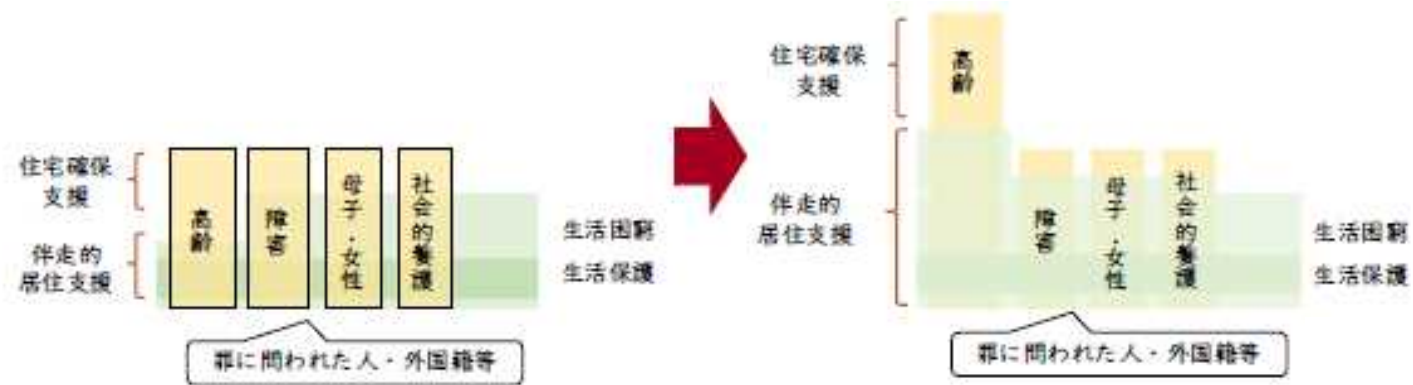 住宅確保
支援
伴走的
居住支援
高齢
障害
母子・女性
社会的養護
生活困窮
生活保護
罪に問われた人・外国籍等
住宅確保
支援
伴走的
居住支援
高齢
障害
母子・女性
社会的養護
生活困窮
生活保護
罪に問われた人・外国籍等